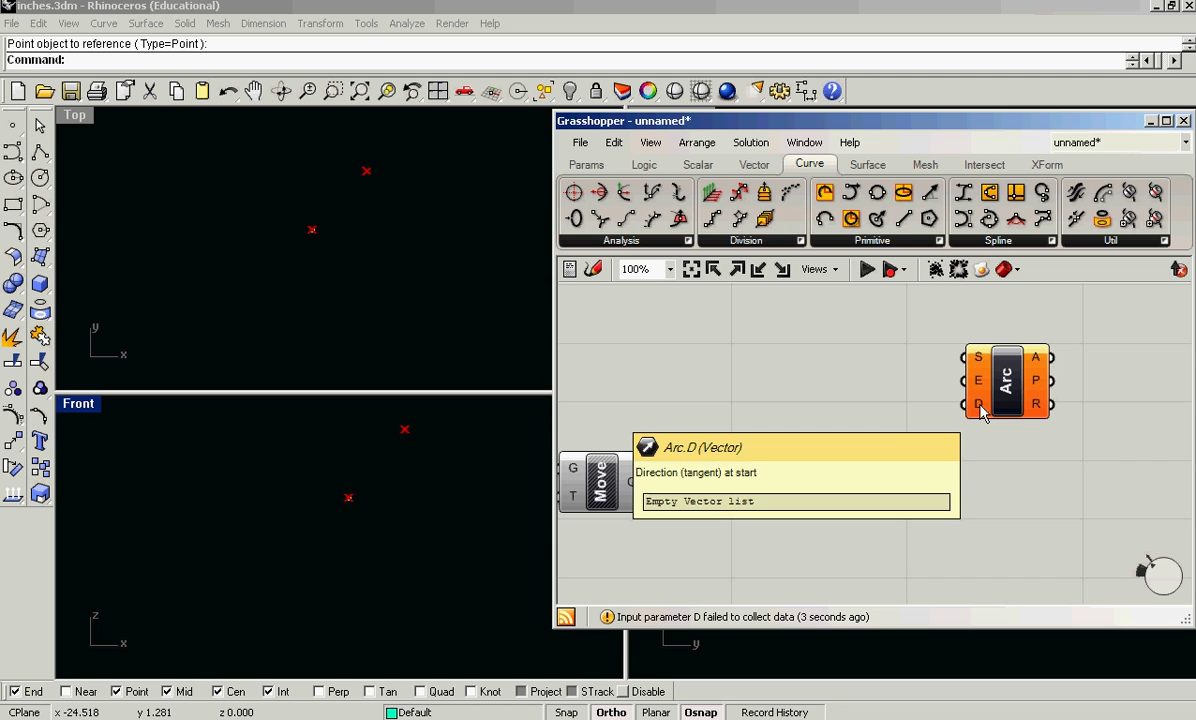 inches.3dm - Rhinoceros (Educational)
File Edit View Curve Surface Solid Mesh Dimension Transform Tools Analyze Render Help
Point object to reference ( Type=Point ):
Command:
Top
y
x
Front
z
x
y
Grasshopper - unnamed*
File Edit View Arrange Solution Window Help unnamed*
Params Logic Scalar Vector Curve Surface Mesh Intersect XForm
Analysis Division Primitive Spline Util
100% Views
S A
E P
D R
Arc
G
T
Move
Arc.D (Vector)
Direction (tangent) at start
Empty Vector list
Input parameter D failed to collect data (3 seconds ago)
End Near Point Mid Cen Int Perp Tan Quad Knot Project STrack Disable
CPlane x -24.518 y 1.281 z 0.000 Default Snap Ortho Planar Osnap Record History